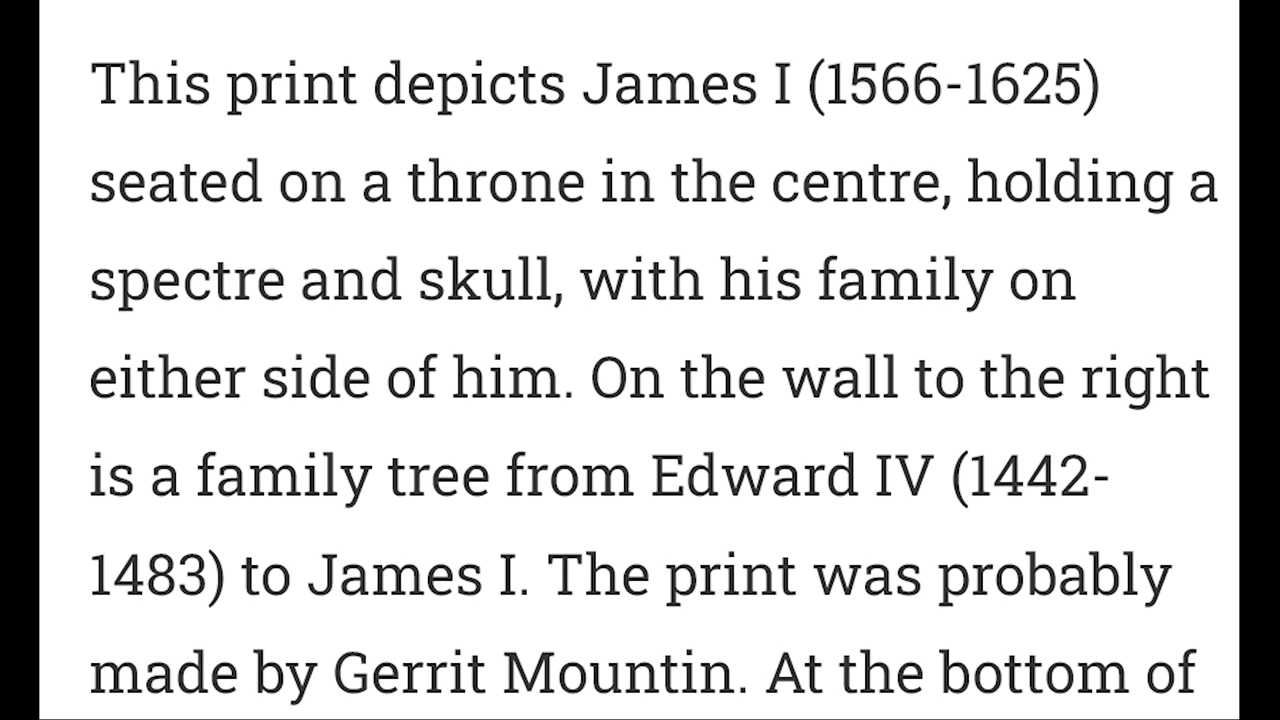 This print depicts James I (1566-1625)
seated on a throne in the centre, holding a
spectre and skull, with his family on
either side of him. On the wall to the right
is a family tree from Edward IV (1442-
1483) to James I. The print was probably
made by Gerrit Mountin. At the bottom of